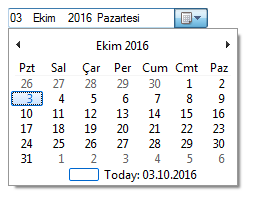 03 Ekim 2016 Pazartesi
Ekim 2016
Pzt Sal Çar Per Cum Cmt Paz
26 27 28 29 30 1 2
3 4 5 6 7 8 9
10 11 12 13 14 15 16
17 18 19 20 21 22 23
24 25 26 27 28 29 30
31 1 2 3 4 5 6
Today: 03.10.2016